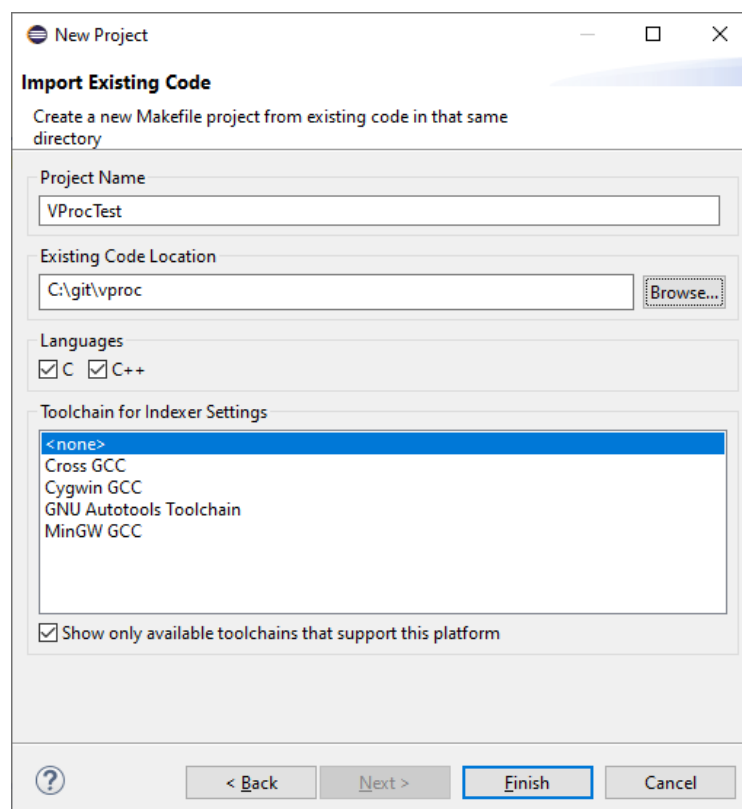 New Project
Import Existing Code
Create a new Makefile project from existing code in that same
directory
Project Name
VProcTest
Existing Code Location
C:\git\vproc
Browse...
Languages
C C++
Toolchain for Indexer Settings
<none>
Cross GCC
Cygwin GCC
GNU Autotools Toolchain
MinGW GCC
Show only available toolchains that support this platform
? < Back Next > Finish Cancel